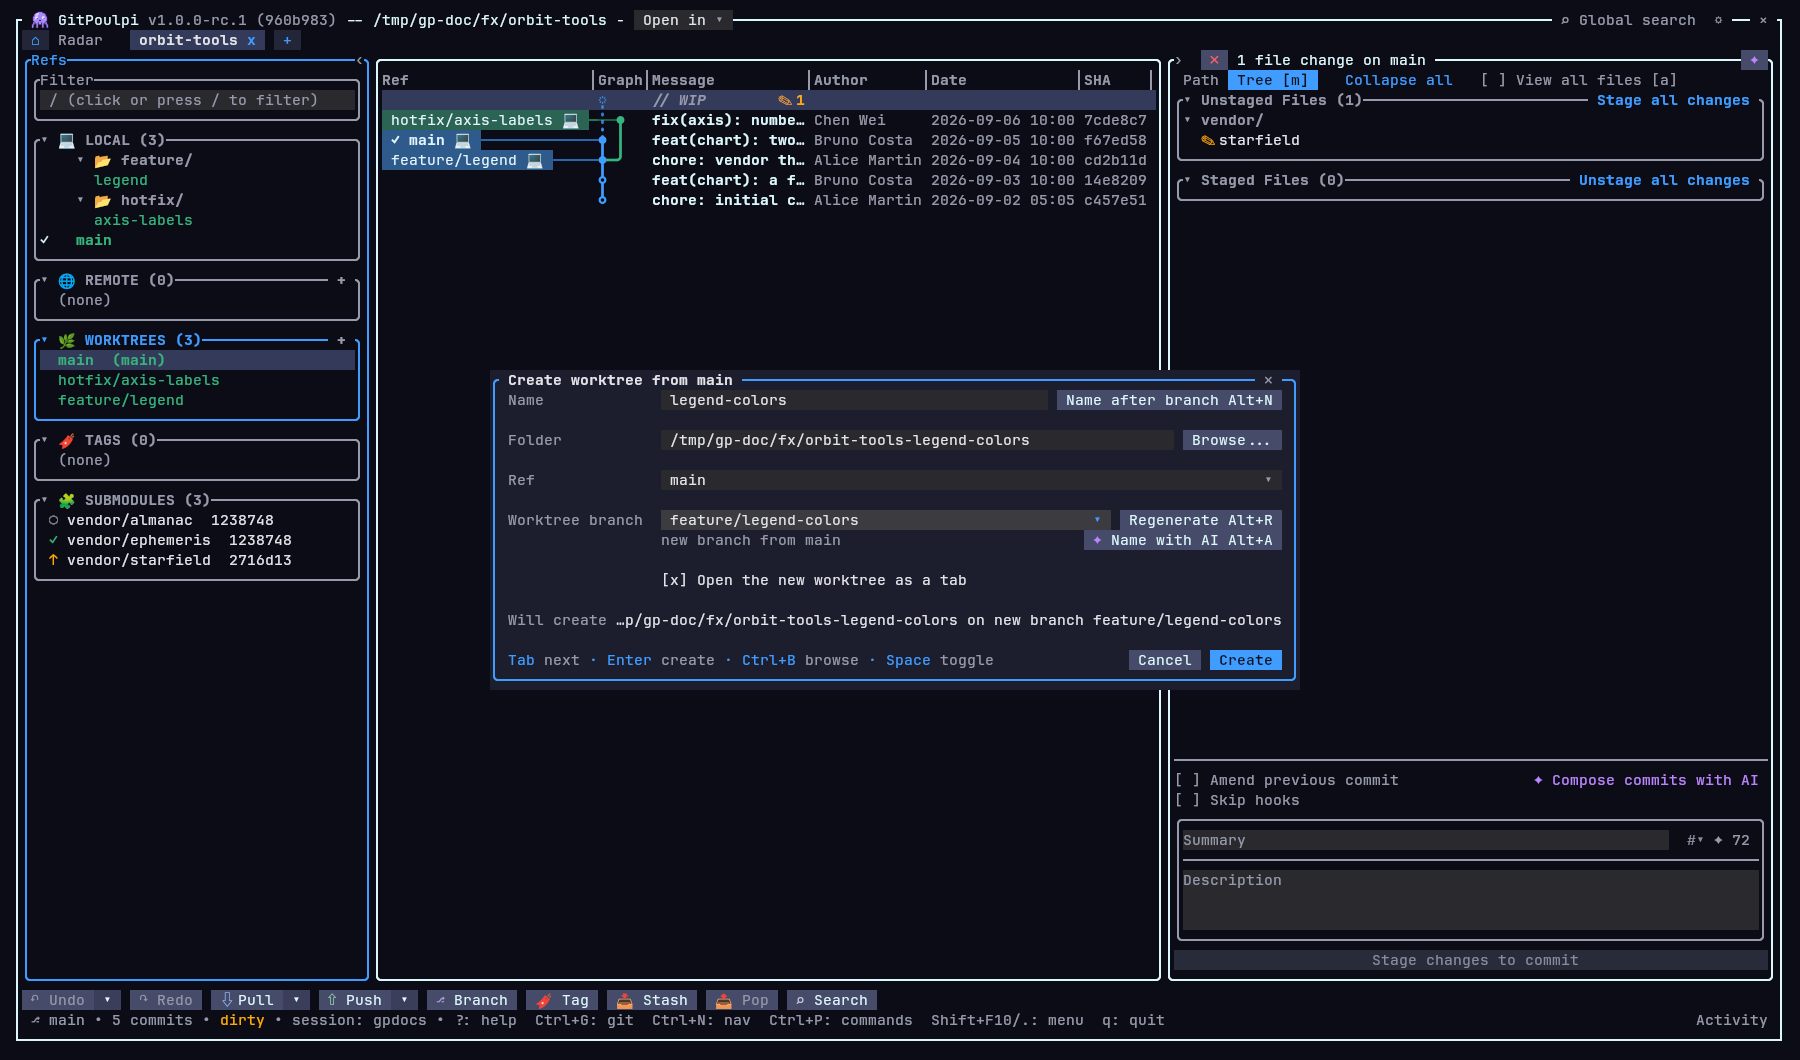 GitPoulpi v1.0.0-rc.1 (960b983) —— /tmp/gp-doc/fx/orbit-tools - Open in ▾ ⌕ Global search ☼ ×
⌂ Radar orbit-tools x +
Refs ‹
Filter
/ (click or press / to filter)
▾ 💻 LOCAL (3)
▾ 📂 feature/
legend
▾ 📂 hotfix/
axis-labels
✓ main
▾ 🌐 REMOTE (0) +
(none)
▾ 🌿 WORKTREES (3) +
main (main)
hotfix/axis-labels
feature/legend
▾ TAGS (0)
(none)
▾ 🧩 SUBMODULES (3)
vendor/almanac 1238748
✓ vendor/ephemeris 1238748
↑ vendor/starfield 2716d13
Ref Graph Message Author Date SHA
// WIP ✎ 1
hotfix/axis-labels 💻 fix(axis): numbe… Chen Wei 2026-09-06 10:00 7cde8c7
✓ main 💻 feat(chart): two… Bruno Costa 2026-09-05 10:00 f67ed58
feature/legend 💻 chore: vendor th… Alice Martin 2026-09-04 10:00 cd2b11d
feat(chart): a f… Bruno Costa 2026-09-03 10:00 14e8209
chore: initial c… Alice Martin 2026-09-02 05:05 c457e51
› ✕ 1 file change on main ✦
Path Tree [m] Collapse all [ ] View all files [a]
▾ Unstaged Files (1) Stage all changes
▾ vendor/
✎ starfield
▾ Staged Files (0) Unstage all changes
Create worktree from main ×
Name legend-colors Name after branch Alt+N
Folder /tmp/gp-doc/fx/orbit-tools-legend-colors Browse...
Ref main ▾
Worktree branch feature/legend-colors ▾ Regenerate Alt+R
new branch from main ✦ Name with AI Alt+A
[x] Open the new worktree as a tab
Will create …p/gp-doc/fx/orbit-tools-legend-colors on new branch feature/legend-colors
Tab next · Enter create · Ctrl+B browse · Space toggle Cancel Create
[ ] Amend previous commit ✦ Compose commits with AI
[ ] Skip hooks
Summary #▾ ✦ 72
Description
Stage changes to commit
↶ Undo ▾ ↷ Redo ⇩ Pull ▾ ⇧ Push ▾ ⎇ Branch Tag 📥 Stash 📤 Pop ⌕ Search
⎇ main • 5 commits • dirty • session: gpdocs • ?: help Ctrl+G: git Ctrl+N: nav Ctrl+P: commands Shift+F10/.: menu q: quit Activity